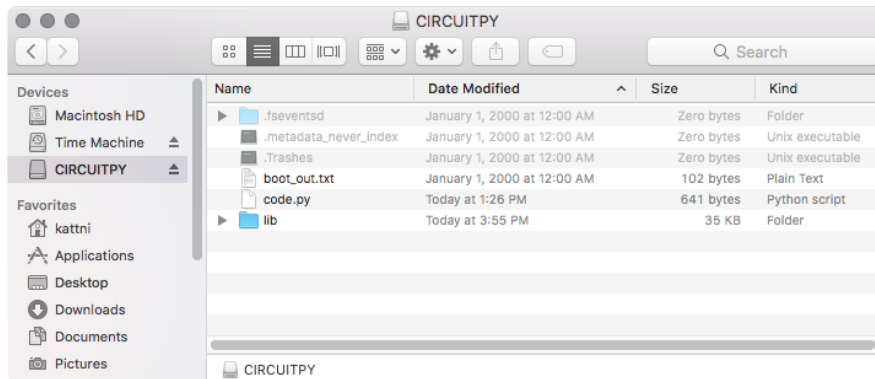 CIRCUITPY
Search
Devices
Macintosh HD
Time Machine
CIRCUITPY
Favorites
kattni
Applications
Desktop
Downloads
Documents
Pictures
Name Date Modified Size Kind
.fseventsd January 1, 2000 at 12:00 AM Zero bytes Folder
.metadata_never_index January 1, 2000 at 12:00 AM Zero bytes Unix executable
.Trashes January 1, 2000 at 12:00 AM Zero bytes Unix executable
boot_out.txt January 1, 2000 at 12:00 AM 102 bytes Plain Text
code.py Today at 1:26 PM 641 bytes Python script
lib Today at 3:55 PM 35 KB Folder
CIRCUITPY